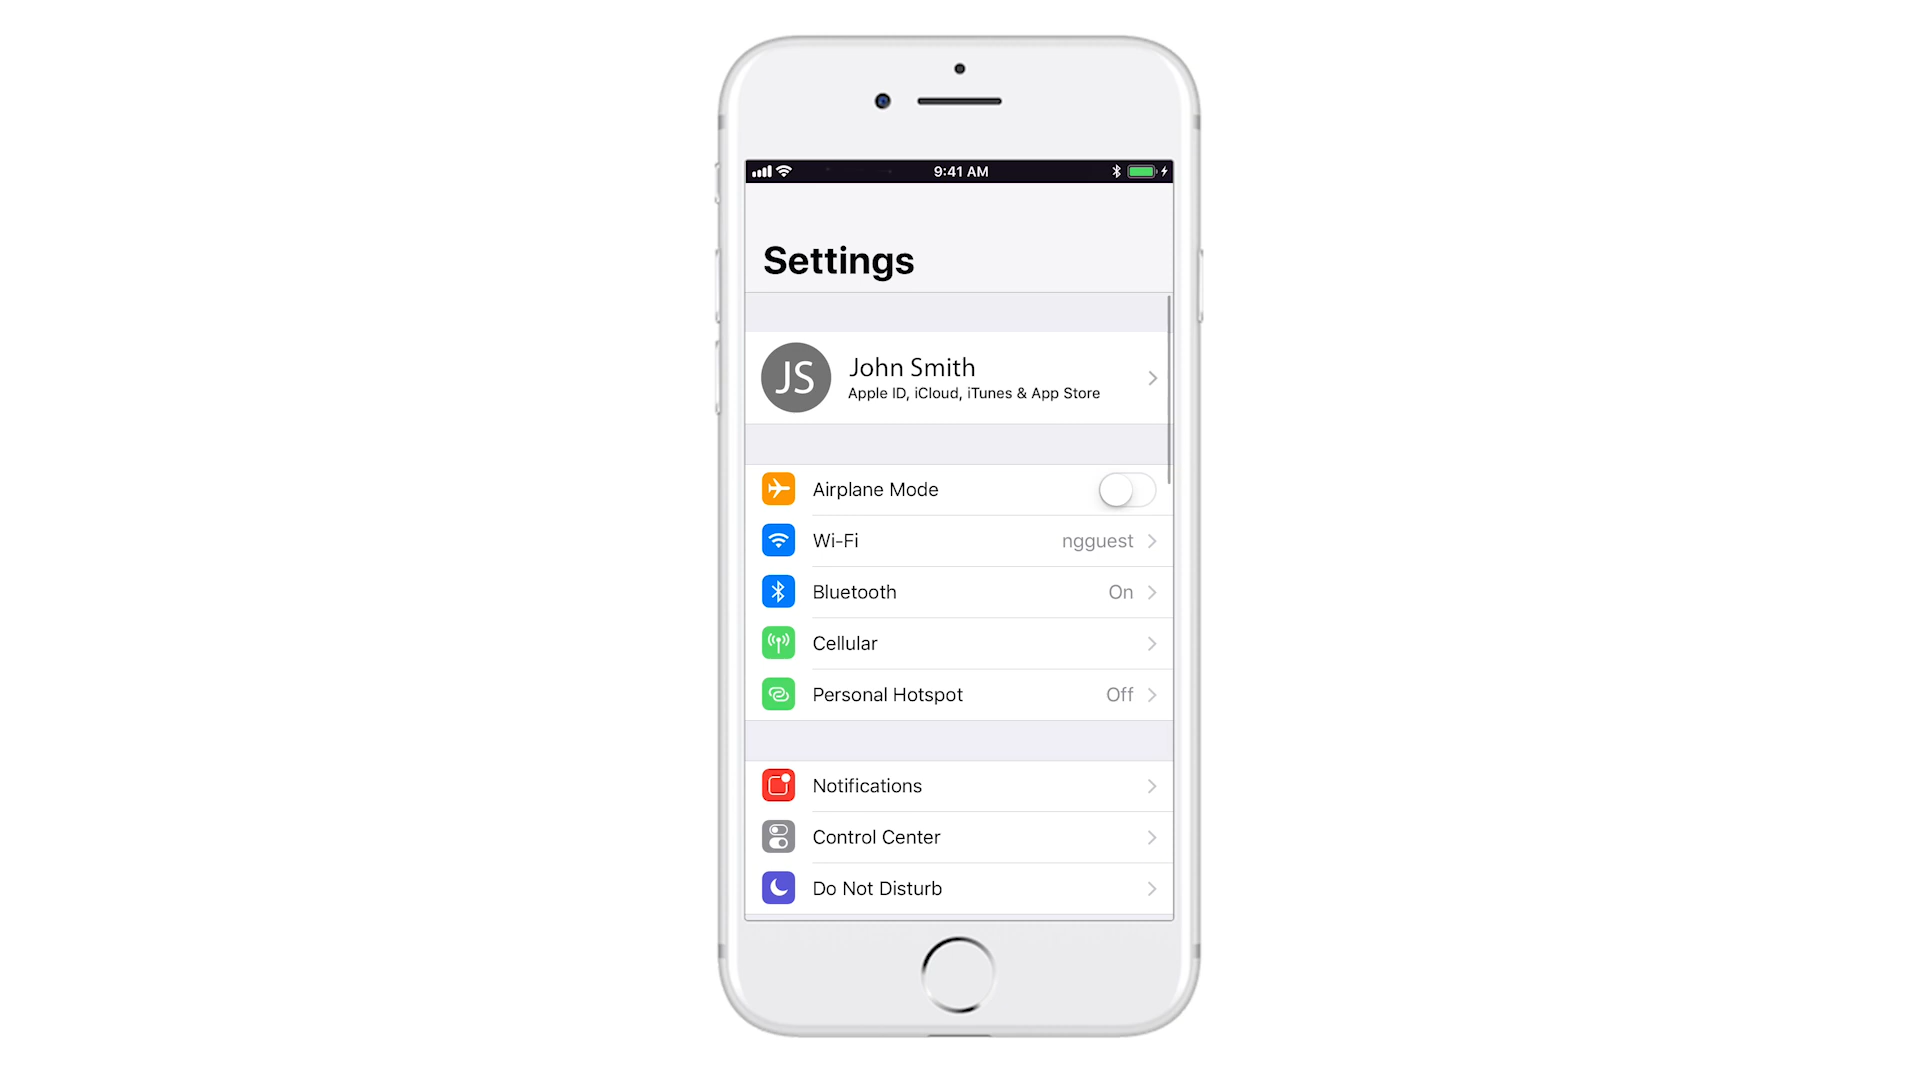 9:41 AM
Settings
JS
John Smith
Apple ID, iCloud, iTunes & App Store
Airplane Mode
Wi-Fi ngguest
Bluetooth On
Cellular
Personal Hotspot Off
Notifications
Control Center
Do Not Disturb